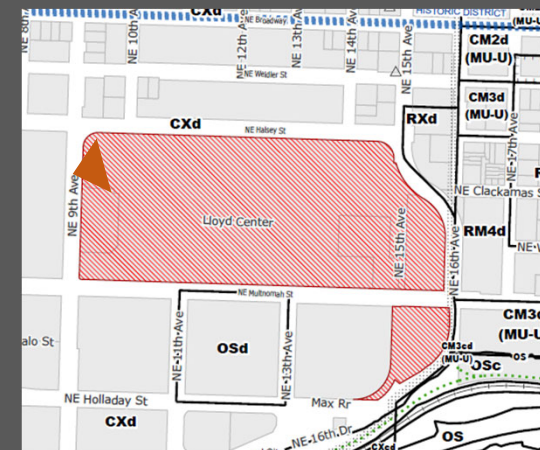 CXd
HISTORIC DISTRICT
NE Broadway
(MU-U)
NE 10th Ave
NE 12th Ave
NE 13th Ave
NE 14th Ave
NE 15th Ave
CM2d
(MU-U)
NE Weidler St
CM3d
(MU-U)
RXd
CXd
NE Halsey St
NE-17th-Ave
NE 9th Ave
NE Clackamas S
Lloyd Center
NE 15th Ave
NE-16th-Ave
RM4d
NE-W
NE Multnomah St
CM3
(MU-U
NE-11th-Ave
NE-13th-Ave
alo St
OSd
CM3cd
(MU-U)
OS
OSc
NE Holladay St
Max Rr
CXd
NE-16th-Dr
OS
CXcd